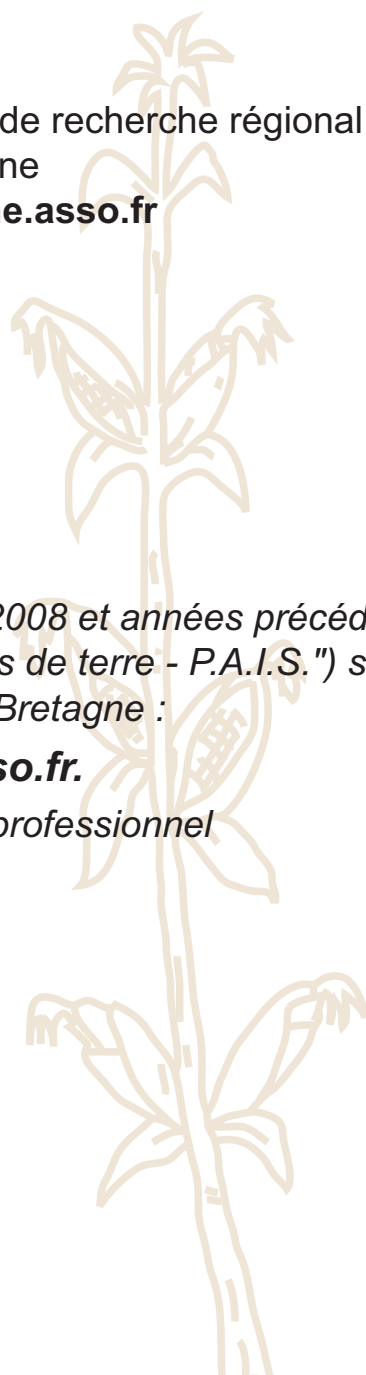 de recherche régional
ne
e.asso.fr
2008 et années précéd
s de terre - P.A.I.S.") s
Bretagne :
so.fr.
professionnel